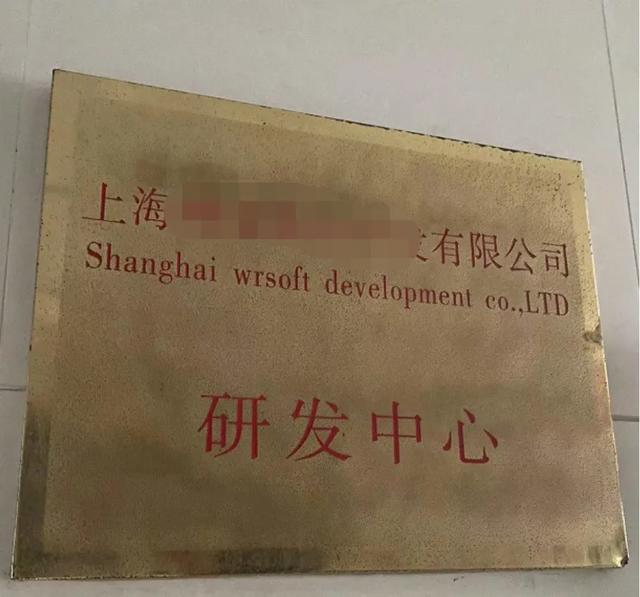 上海 有限公司
Shanghai wrsoft development co.,LTD
研发中心